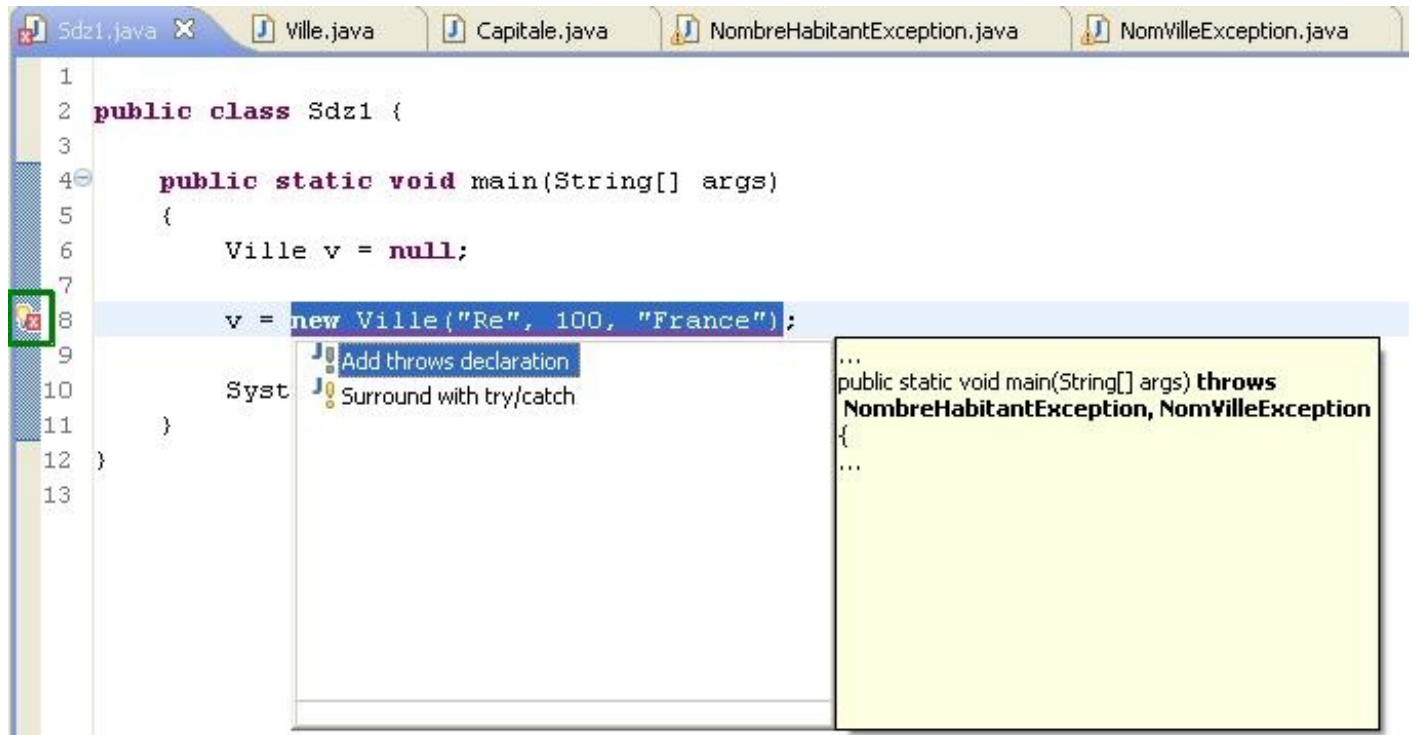 Sdz1.java Ville.java Capitale.java NombreHabitantException.java NomVilleException.java
1
2 public class Sdz1 {
3
4 public static void main(String[] args)
5 {
6 Ville v = null;
7
8 v = new Ville("Re", 100, "France");
9
10 Syst
11 }
12 }
13
Add throws declaration
Surround with try/catch
...
public static void main(String[] args) throws
NombreHabitantException, NomVilleException
{
...